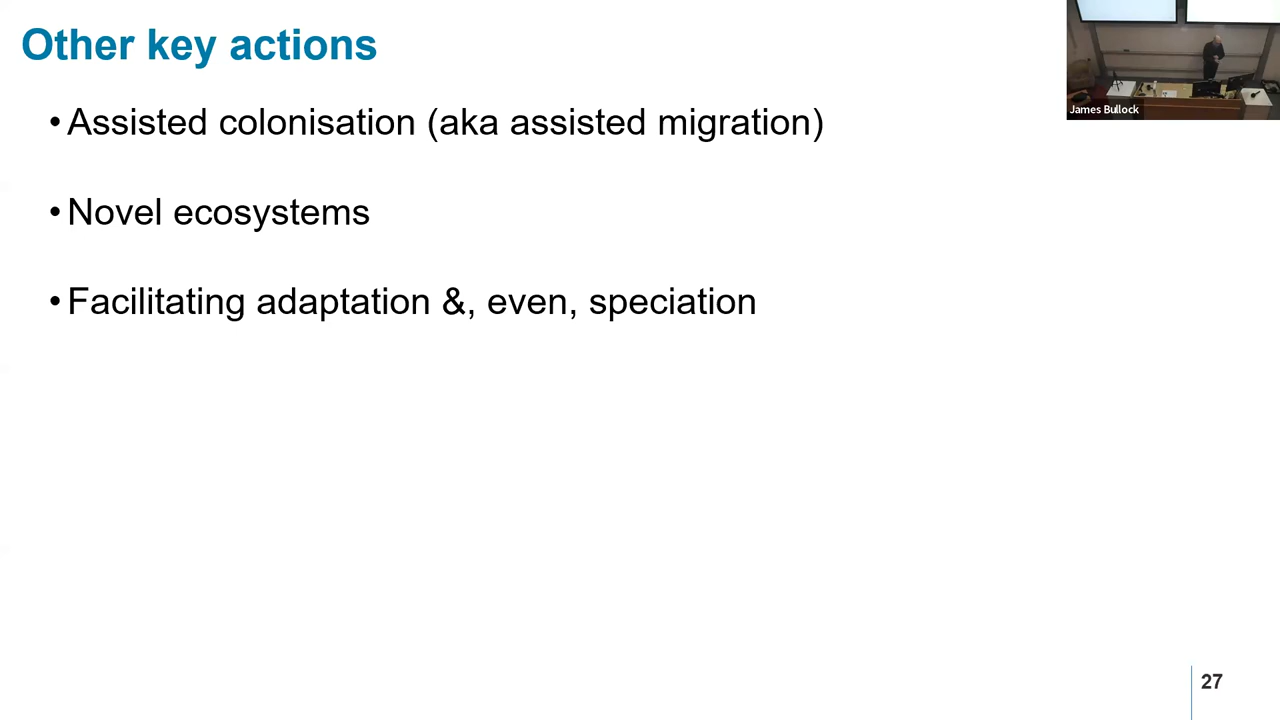 Other key actions
James Bullock
• Assisted colonisation (aka assisted migration)
• Novel ecosystems
• Facilitating adaptation &, even, speciation
27